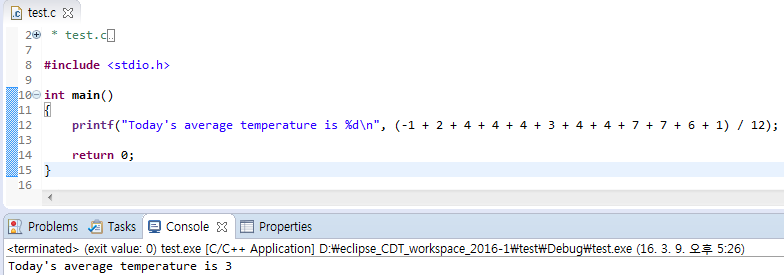 test.c
2 * test.c
7
8 #include <stdio.h>
9
10 int main()
11 {
12 printf("Today's average temperature is %d\n", (-1 + 2 + 4 + 4 + 4 + 3 + 4 + 4 + 7 + 7 + 6 + 1) / 12);
13
14 return 0;
15 }
16
Problems Tasks Console Properties
<terminated> (exit value: 0) test.exe [C/C++ Application] D:₩eclipse_CDT_workspace_2016-1₩test₩Debug₩test.exe (16. 3. 9. 오후 5:26)
Today's average temperature is 3